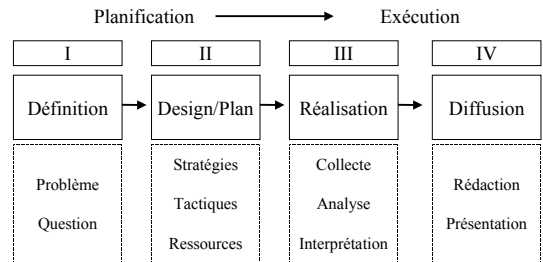 Planification Exécution
I II III IV
Définition Design/Plan Réalisation Diffusion
Problème
Question
Stratégies
Tactiques
Ressources
Collecte
Analyse
Interprétation
Rédaction
Présentation